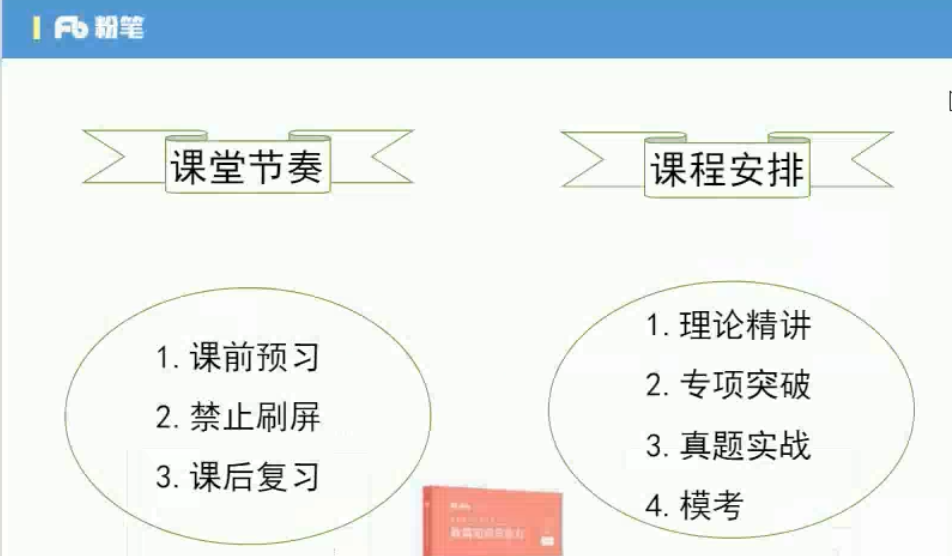 Fb 粉笔
课堂节奏
课程安排
1. 课前预习
2. 禁止刷屏
3. 课后复习
1. 理论精讲
2. 专项突破
3. 真题实战
4. 模考